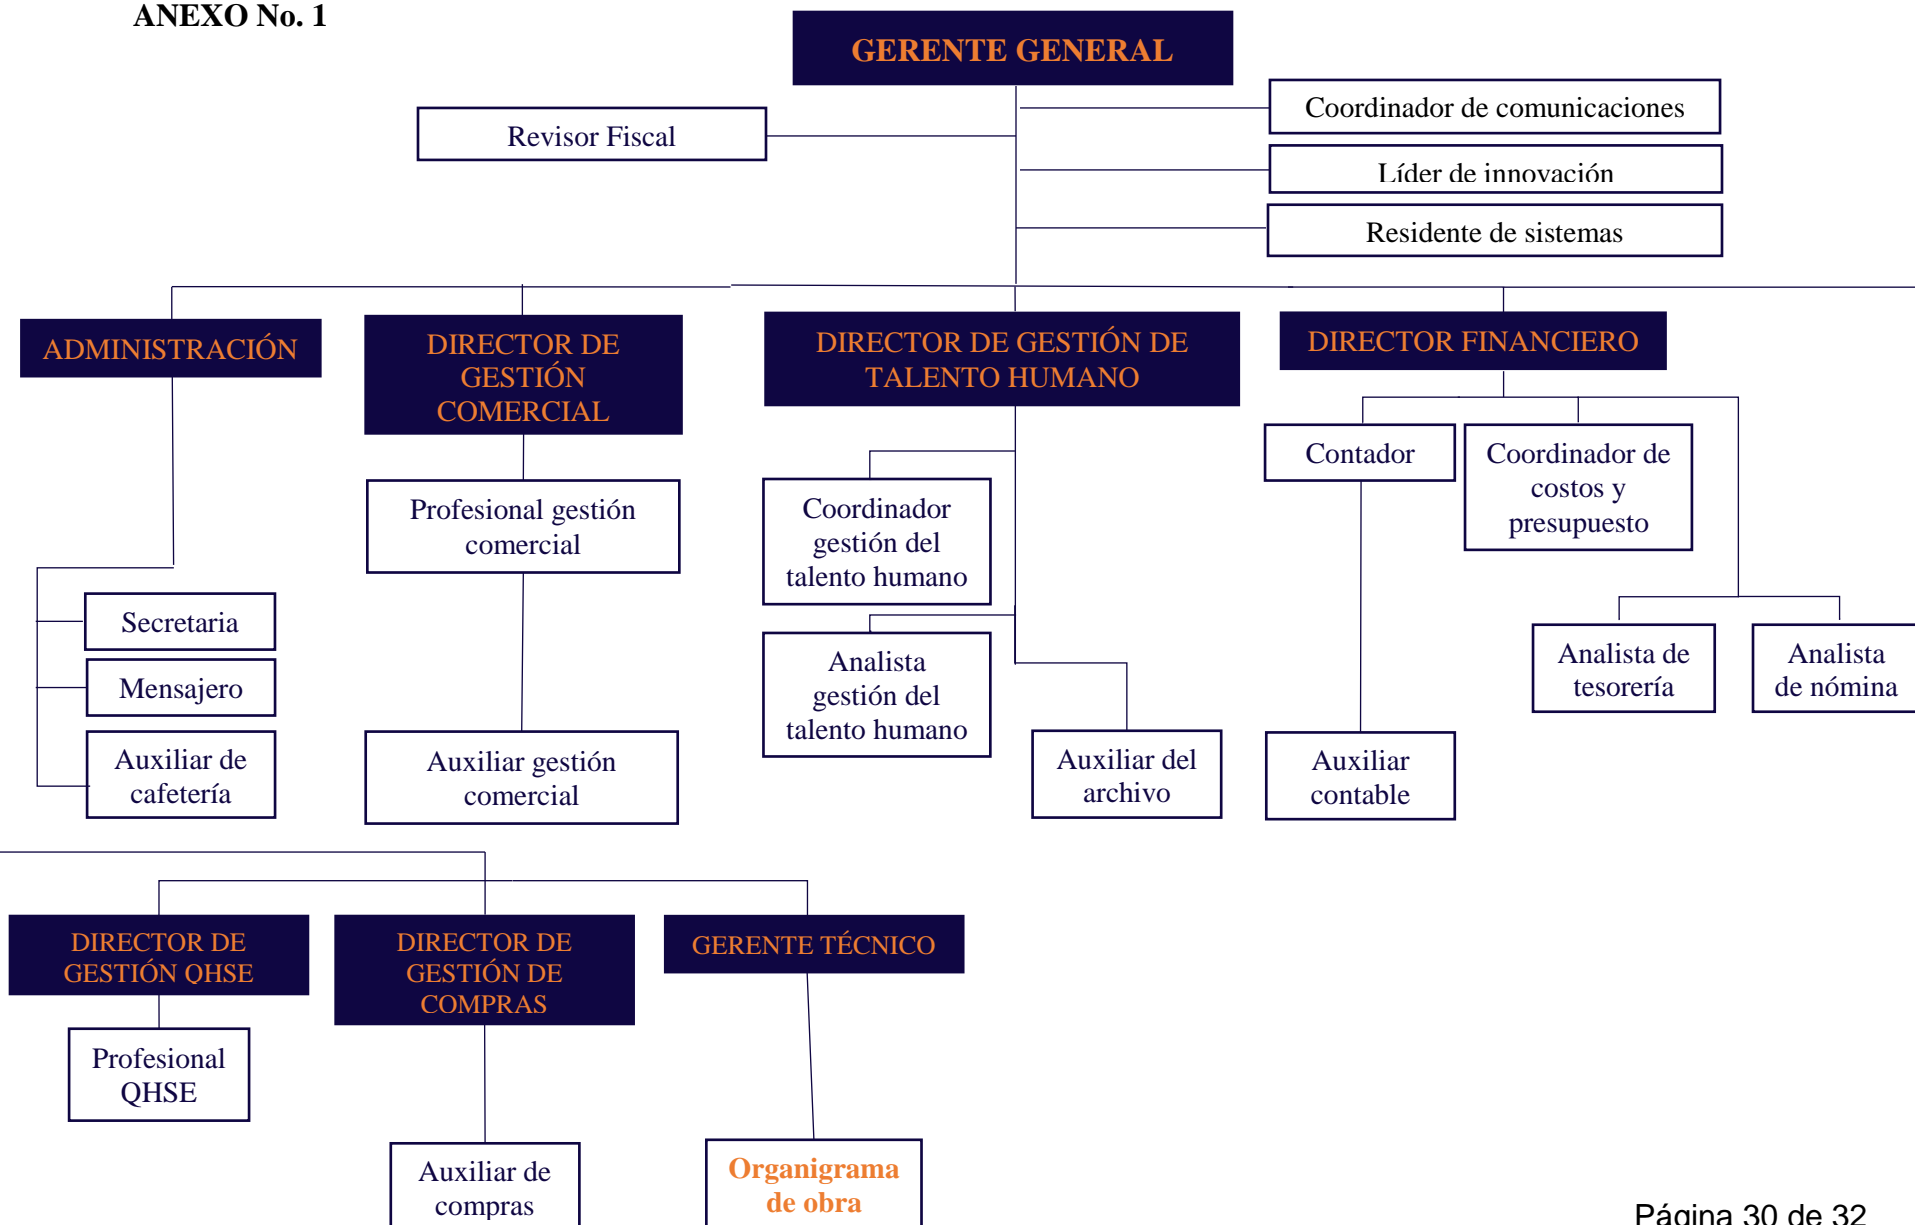 ANEXO No. 1
GERENTE GENERAL
Revisor Fiscal
Coordinador de comunicaciones
Líder de innovación
Residente de sistemas
ADMINISTRACIÓN
DIRECTOR DE
GESTIÓN
COMERCIAL
DIRECTOR DE GESTIÓN DE
TALENTO HUMANO
DIRECTOR FINANCIERO
Secretaria
Mensajero
Auxiliar de
cafetería
Profesional gestión
comercial
Auxiliar gestión
comercial
Coordinador
gestión del
talento humano
Analista
gestión del
talento humano
Auxiliar del
archivo
Contador
Coordinador de
costos y
presupuesto
Auxiliar
contable
Analista de
tesorería
Analista
de nómina
DIRECTOR DE
GESTIÓN QHSE
DIRECTOR DE
GESTIÓN DE
COMPRAS
GERENTE TÉCNICO
Profesional
QHSE
Auxiliar de
compras
Organigrama
de obra
Página 30 de 32